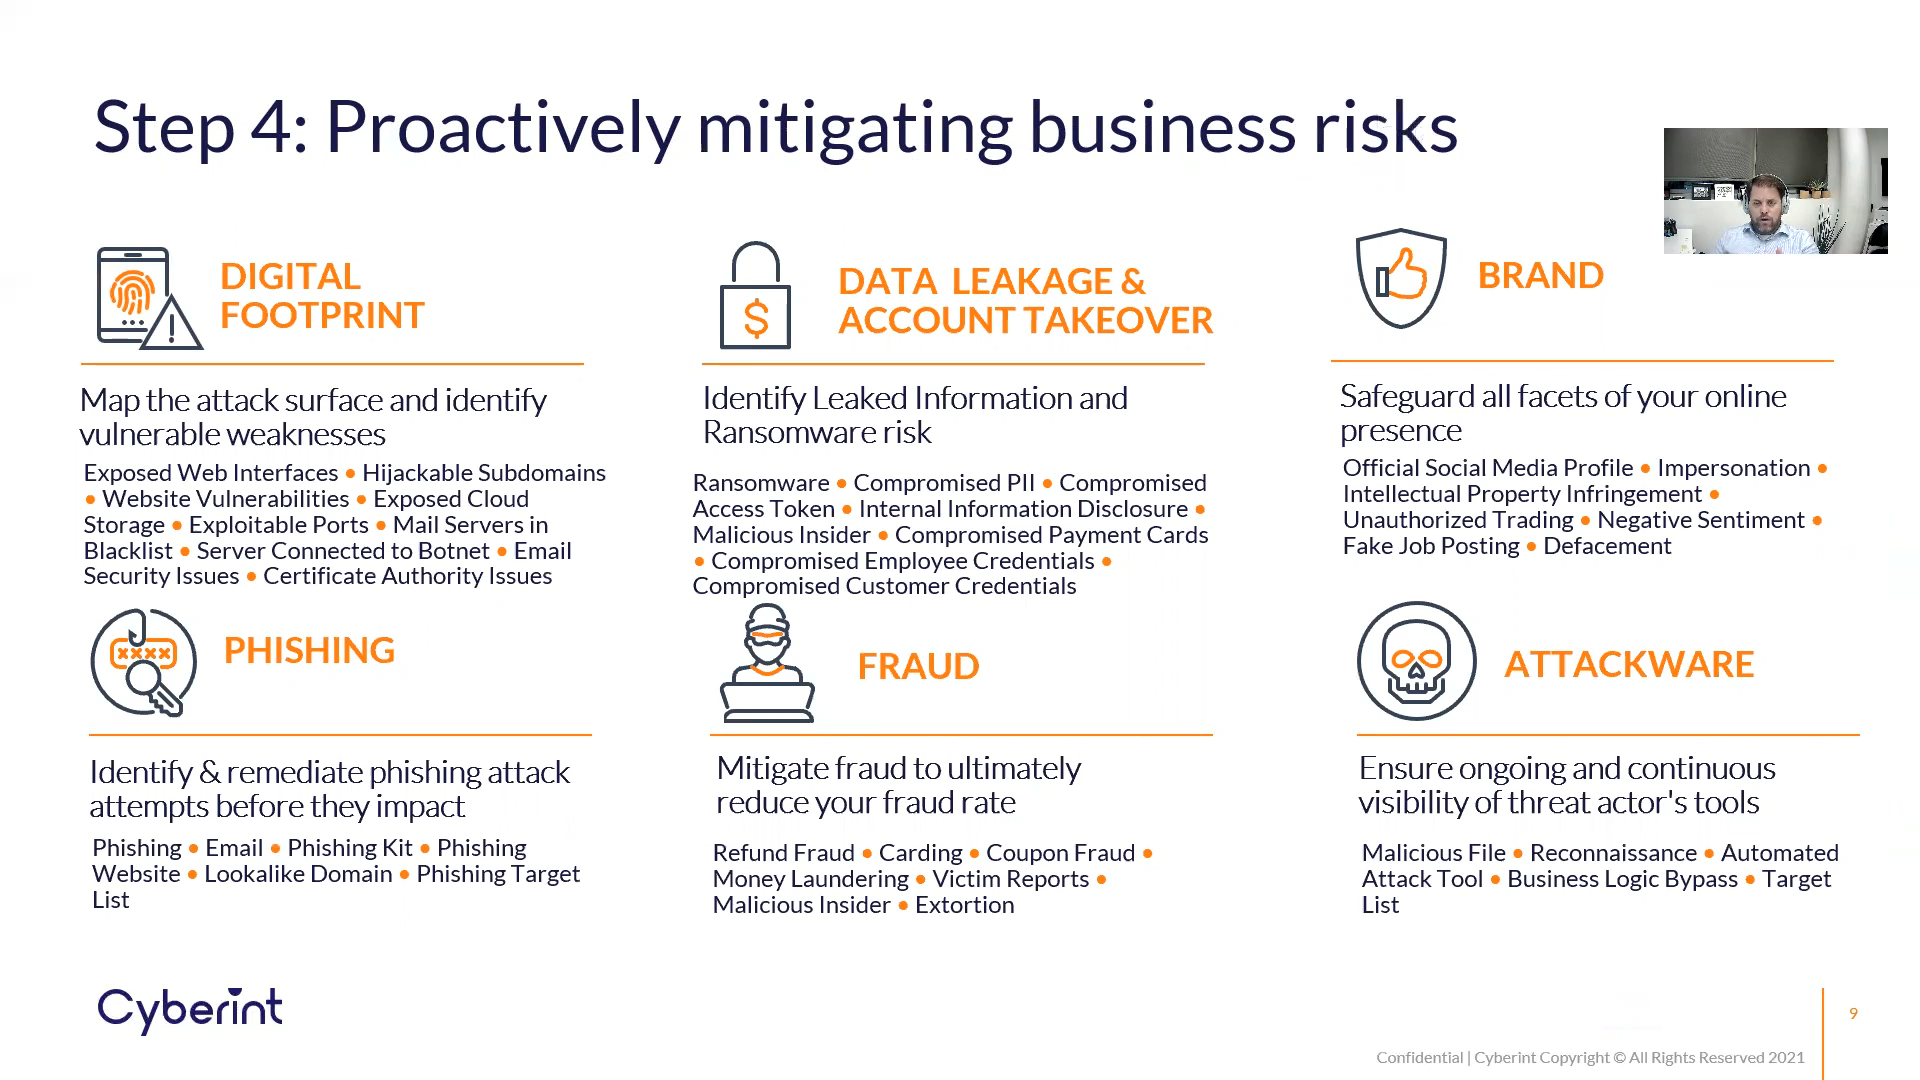 Step 4: Proactively mitigating business risks
DIGITAL
FOOTPRINT
Map the attack surface and identify
vulnerable weaknesses
Exposed Web Interfaces • Hijackable Subdomains
• Website Vulnerabilities • Exposed Cloud
Storage • Exploitable Ports • Mail Servers in
Blacklist • Server Connected to Botnet • Email
Security Issues • Certificate Authority Issues
$
DATA LEAKAGE &
ACCOUNT TAKEOVER
Identify Leaked Information and
Ransomware risk
Ransomware • Compromised PII • Compromised
Access Token • Internal Information Disclosure •
Malicious Insider • Compromised Payment Cards
• Compromised Employee Credentials •
Compromised Customer Credentials
BRAND
Safeguard all facets of your online
presence
Official Social Media Profile • Impersonation •
Intellectual Property Infringement •
Unauthorized Trading • Negative Sentiment •
Fake Job Posting • Defacement
xxxx
PHISHING
Identify & remediate phishing attack
attempts before they impact
Phishing • Email • Phishing Kit • Phishing
Website • Lookalike Domain • Phishing Target
List
FRAUD
Mitigate fraud to ultimately
reduce your fraud rate
Refund Fraud • Carding • Coupon Fraud •
Money Laundering • Victim Reports •
Malicious Insider • Extortion
ATTACKWARE
Ensure ongoing and continuous
visibility of threat actor's tools
Malicious File • Reconnaissance • Automated
Attack Tool • Business Logic Bypass • Target
List
Cyberint
9
Confidential | Cyberint Copyright © All Rights Reserved 2021